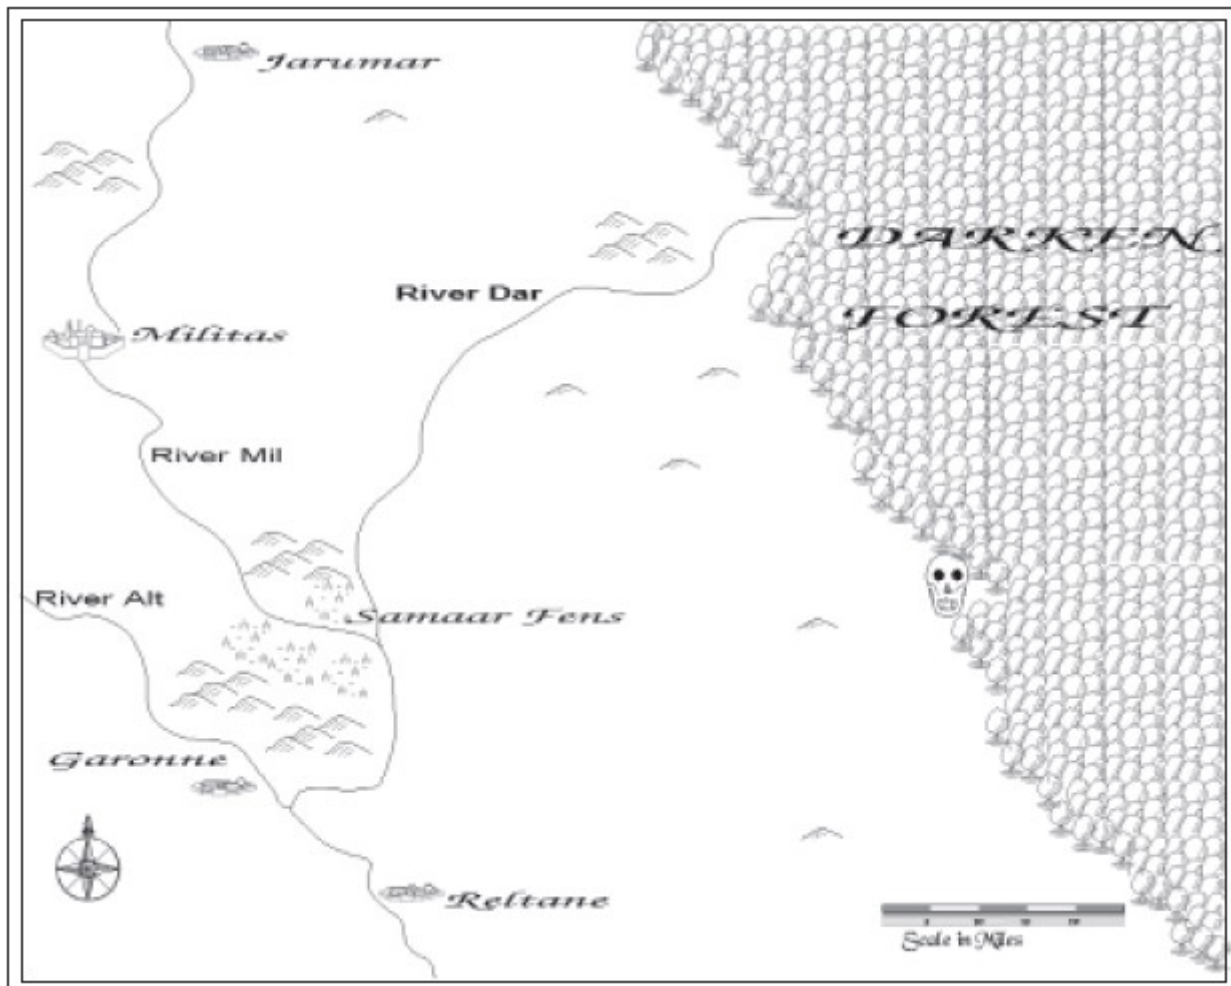 Jarumar
DARKEN
FOREST
River Dar
Militas
River Mil
River Alt
Samaar Fens
Garonne
Reltane
Scale in Miles